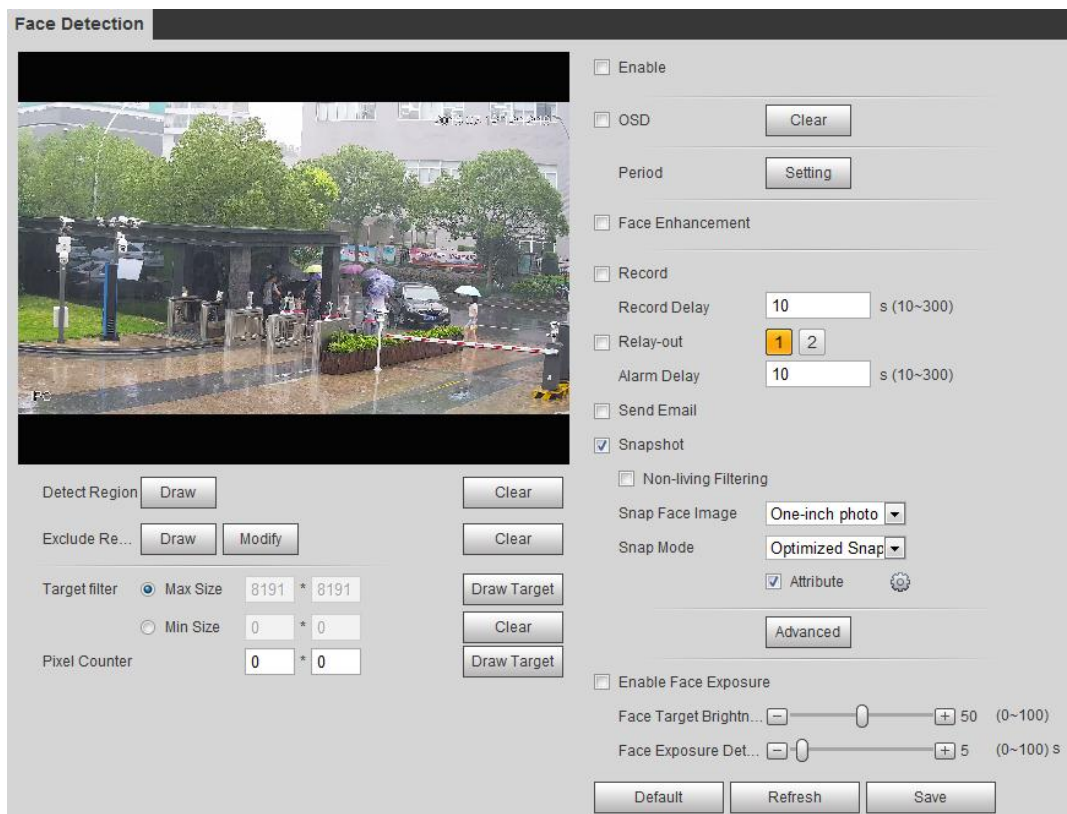 Face Detection
Enable
OSD Clear
Period Setting
Face Enhancement
Record
Record Delay 10 s (10~300)
Relay-out 1 2
Alarm Delay 10 s (10~300)
Send Email
Snapshot
Non-living Filtering
Snap Face Image One-inch photo
Snap Mode Optimized Snap
Attribute
Advanced
Enable Face Exposure
Face Target Brightn... 50 (0~100)
Face Exposure Det... 5 (0~100) s
Default Refresh Save
Detect Region Draw Clear
Exclude Re... Draw Modify Clear
Target filter Max Size 8191 * 8191 Draw Target
Min Size 0 * 0 Clear
Pixel Counter 0 * 0 Draw Target